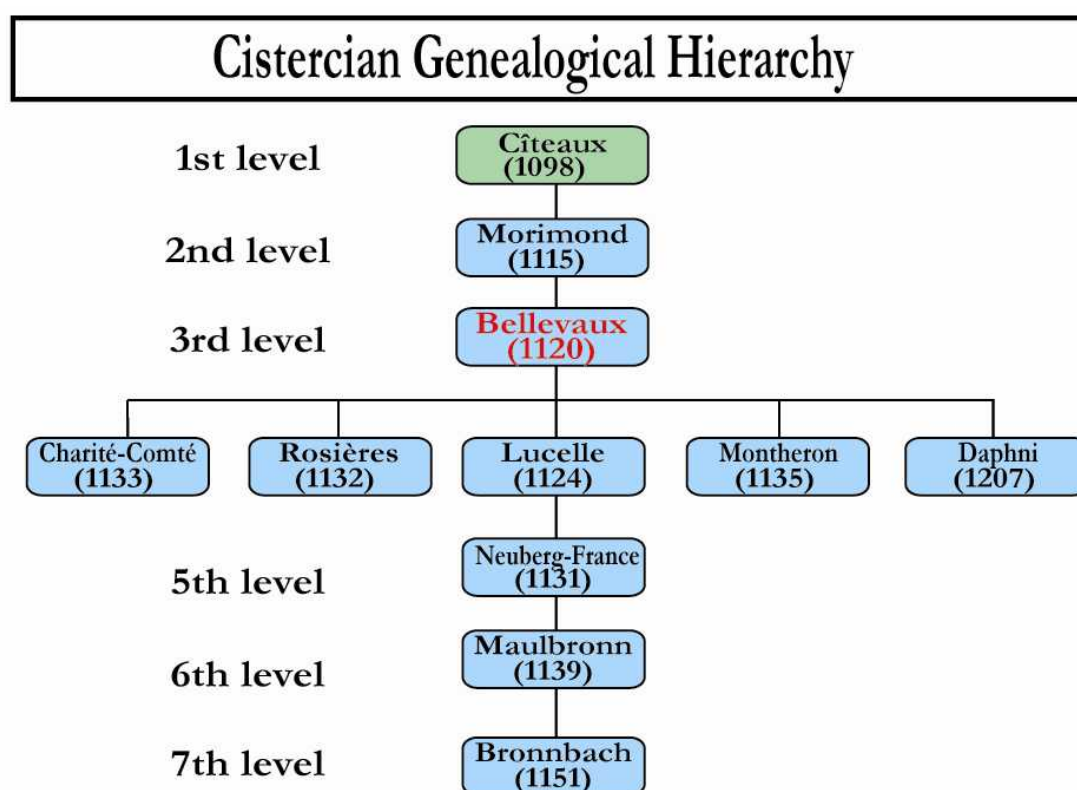 Cistercian Genealogical Hierarchy
1st level
Cîteaux
(1098)
2nd level
Morimond
(1115)
3rd level
Bellevaux
(1120)
Charité-Comté
(1133)
Rosières
(1132)
Lucelle
(1124)
Montheron
(1135)
Daphni
(1207)
5th level
Neuberg-France
(1131)
6th level
Maulbronn
(1139)
7th level
Bronnbach
(1151)